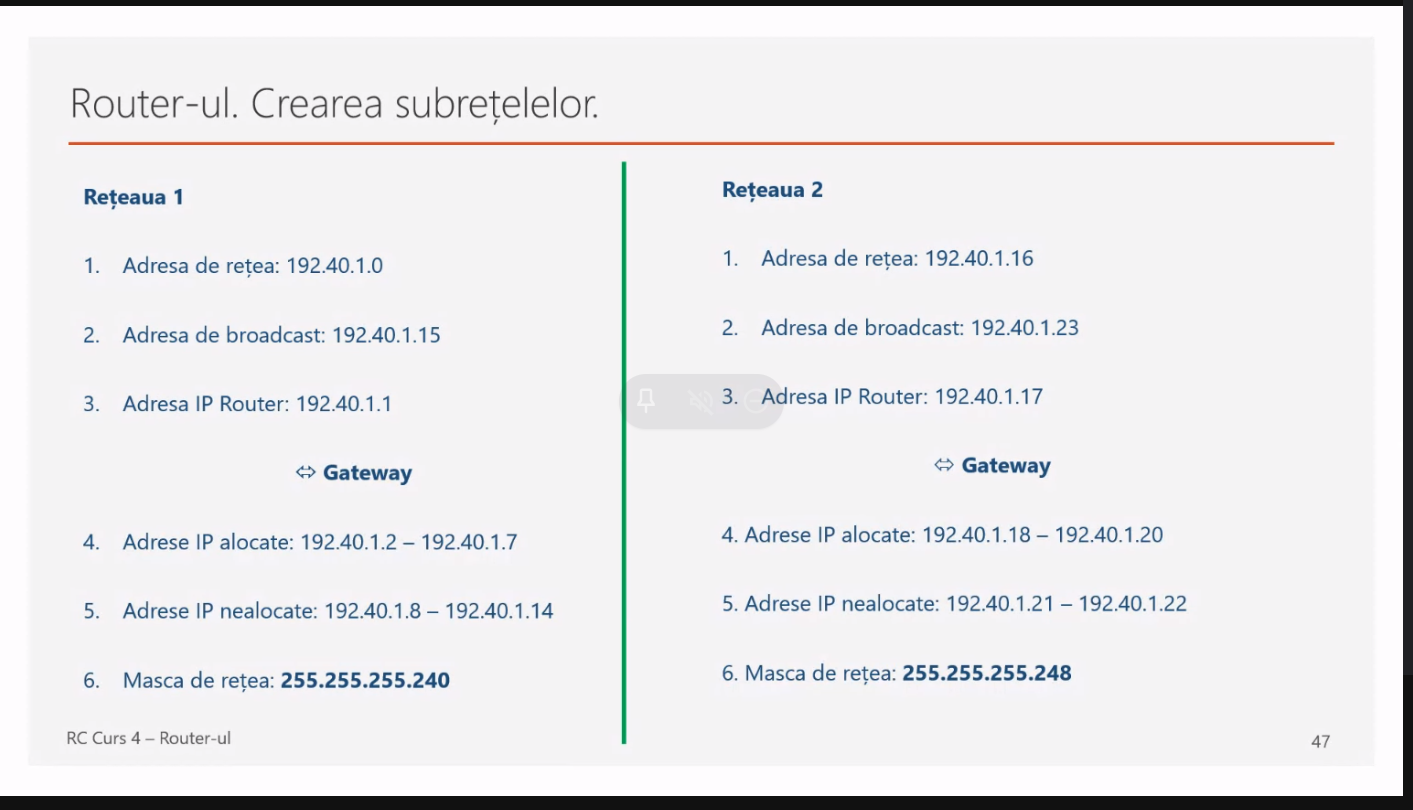 Router-ul. Crearea subrețelelor.
Rețeaua 1
1. Adresa de rețea: 192.40.1.0
2. Adresa de broadcast: 192.40.1.15
3. Adresa IP Router: 192.40.1.1
⇔ Gateway
4. Adrese IP alocate: 192.40.1.2 – 192.40.1.7
5. Adrese IP nealocate: 192.40.1.8 – 192.40.1.14
6. Masca de rețea: 255.255.255.240
Rețeaua 2
1. Adresa de rețea: 192.40.1.16
2. Adresa de broadcast: 192.40.1.23
3. Adresa IP Router: 192.40.1.17
⇔ Gateway
4. Adrese IP alocate: 192.40.1.18 – 192.40.1.20
5. Adrese IP nealocate: 192.40.1.21 – 192.40.1.22
6. Masca de rețea: 255.255.255.248
RC Curs 4 – Router-ul
47